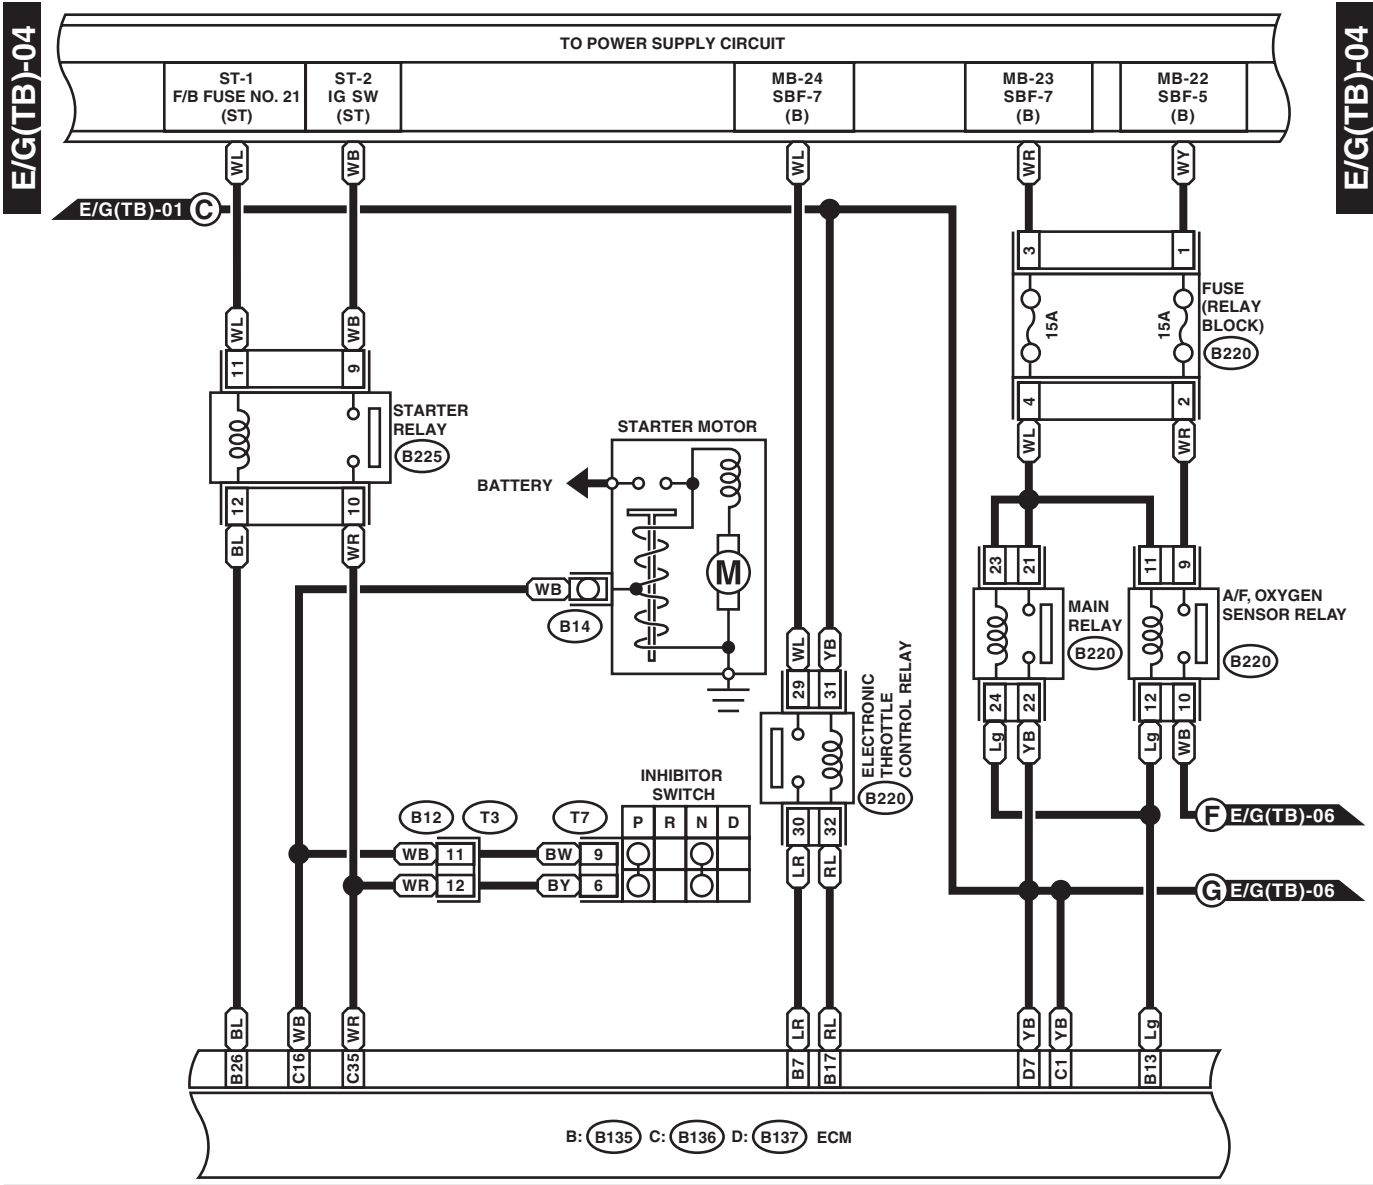 E/G(TB)-04
E/G(TB)-04
TO POWER SUPPLY CIRCUIT
ST-1
F/B FUSE NO. 21
(ST)
ST-2
IG SW
(ST)
MB-24
SBF-7
(B)
MB-23
SBF-7
(B)
MB-22
SBF-5
(B)
WL
WB
WL
WR
WY
E/G(TB)-01 C
3
1
15A
15A
FUSE
(RELAY
BLOCK)
B220
4
2
WL
WR
WL
WB
11
9
STARTER
RELAY
B225
12
10
BL
WR
STARTER MOTOR
BATTERY
M
WB
B14
23
21
11
9
MAIN
RELAY
B220
A/F, OXYGEN
SENSOR RELAY
B220
24
22
12
10
Lg
YB
Lg
WB
WL
YB
29
31
ELECTRONIC
THROTTLE
CONTROL RELAY
B220
30
32
LR
RL
INHIBITOR
SWITCH
B12
T3
T7
P R N D
WB 11
BW 9
WR 12
BY 6
F E/G(TB)-06
G E/G(TB)-06
BL
WB
WR
LR
RL
YB
YB
Lg
B26
C16
C35
B7
B17
D7
C1
B13
B: B135 C: B136 D: B137 ECM